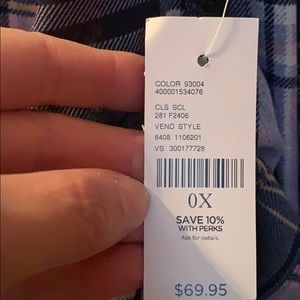 COLOR 93004
400001534076
CLS SCL
281 F2406
VEND STYLE
8408 1106201
VS 300177728
0X
SAVE 10%
WITH PERKS
Ask for details.
$69.95